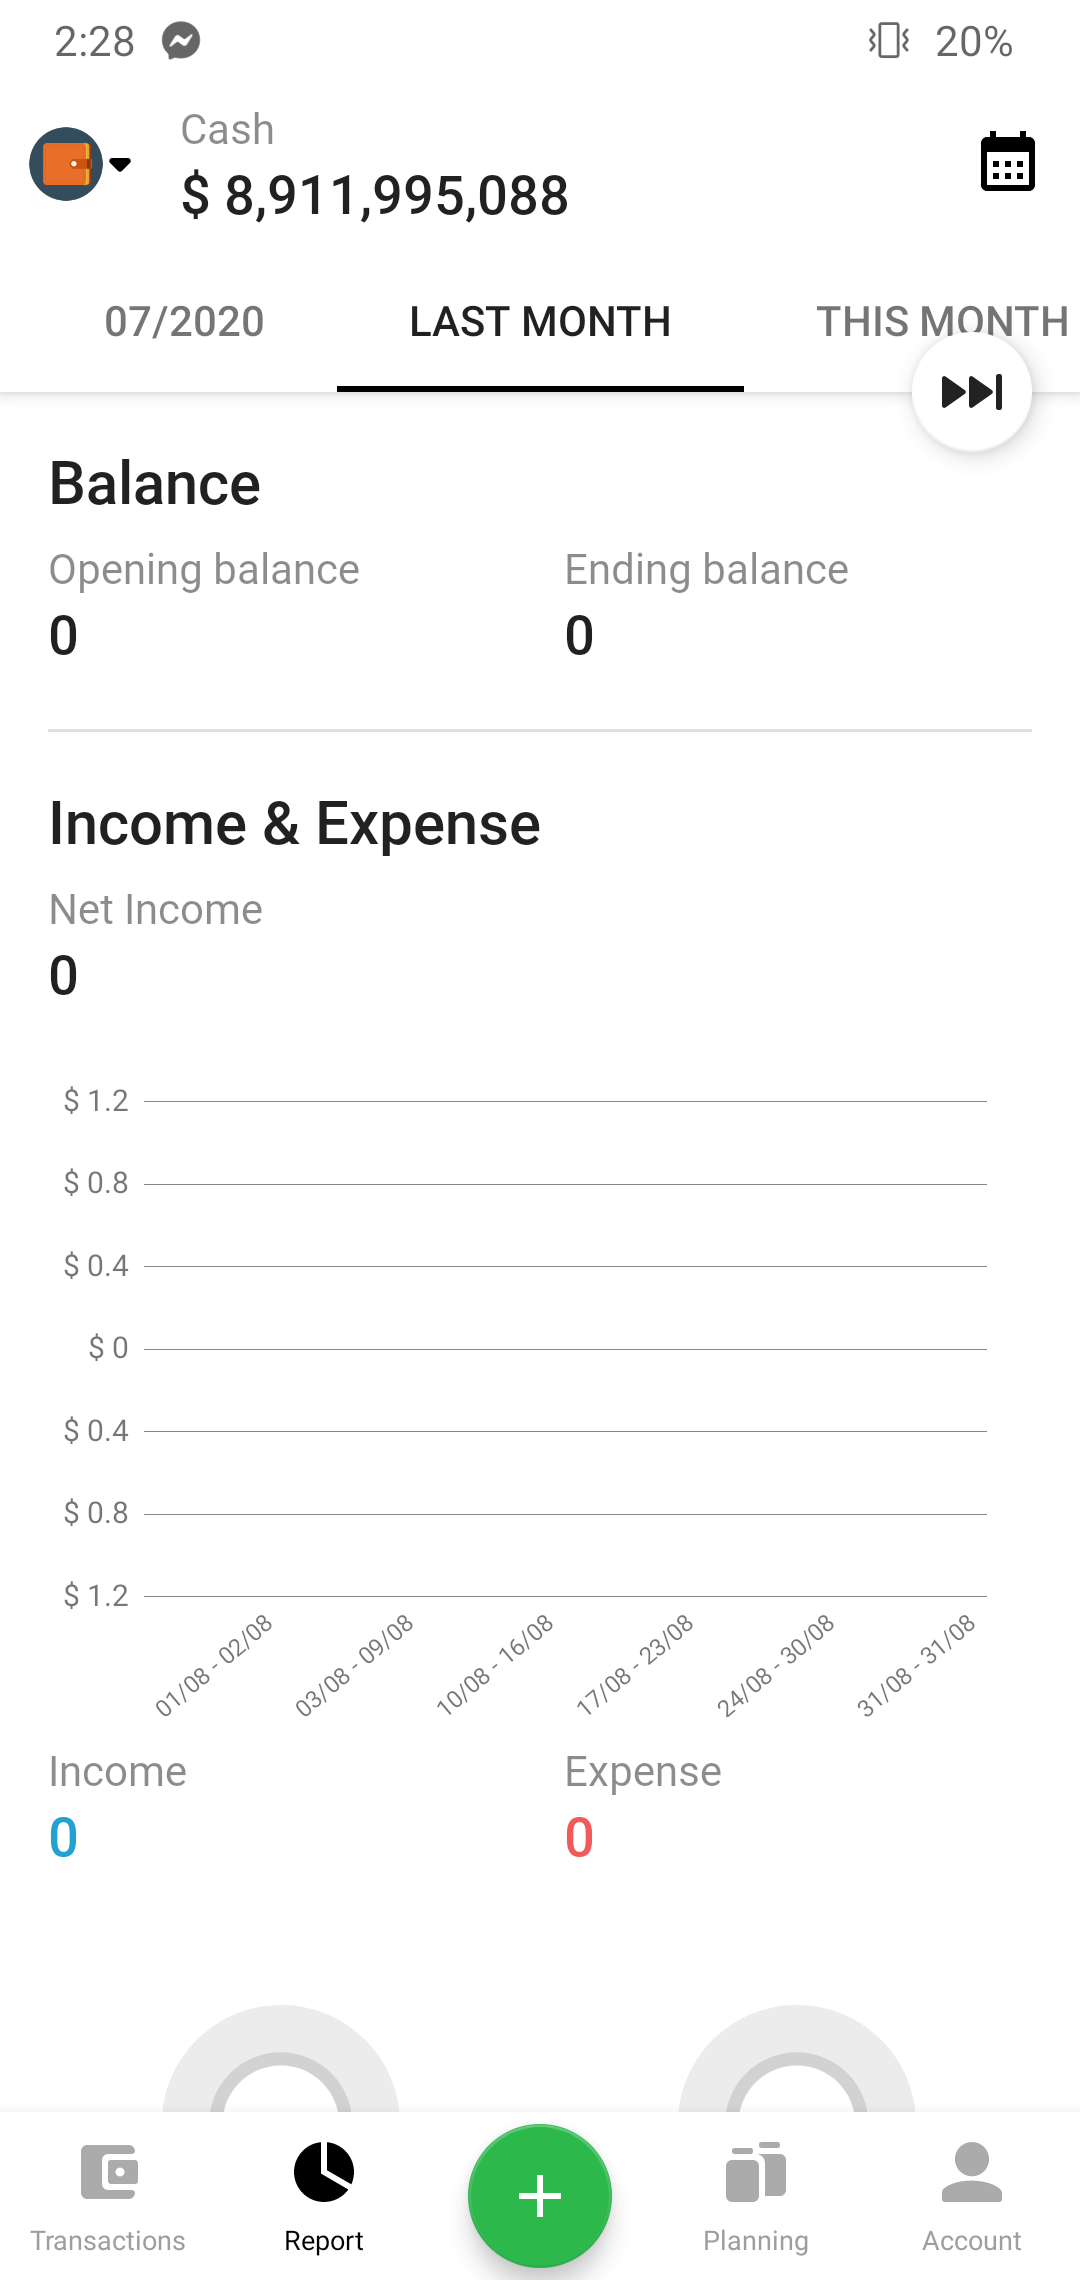 2:28 20%
Cash
$ 8,911,995,088
07/2020 LAST MONTH THIS MONTH
Balance
Opening balance Ending balance
0 0
Income & Expense
Net Income
0
$ 1.2
$ 0.8
$ 0.4
$ 0
$ 0.4
$ 0.8
$ 1.2
01/08 - 02/08 03/08 - 09/08 10/08 - 16/08 17/08 - 23/08 24/08 - 30/08 31/08 - 31/08
Income Expense
0 0
Transactions Report Planning Account